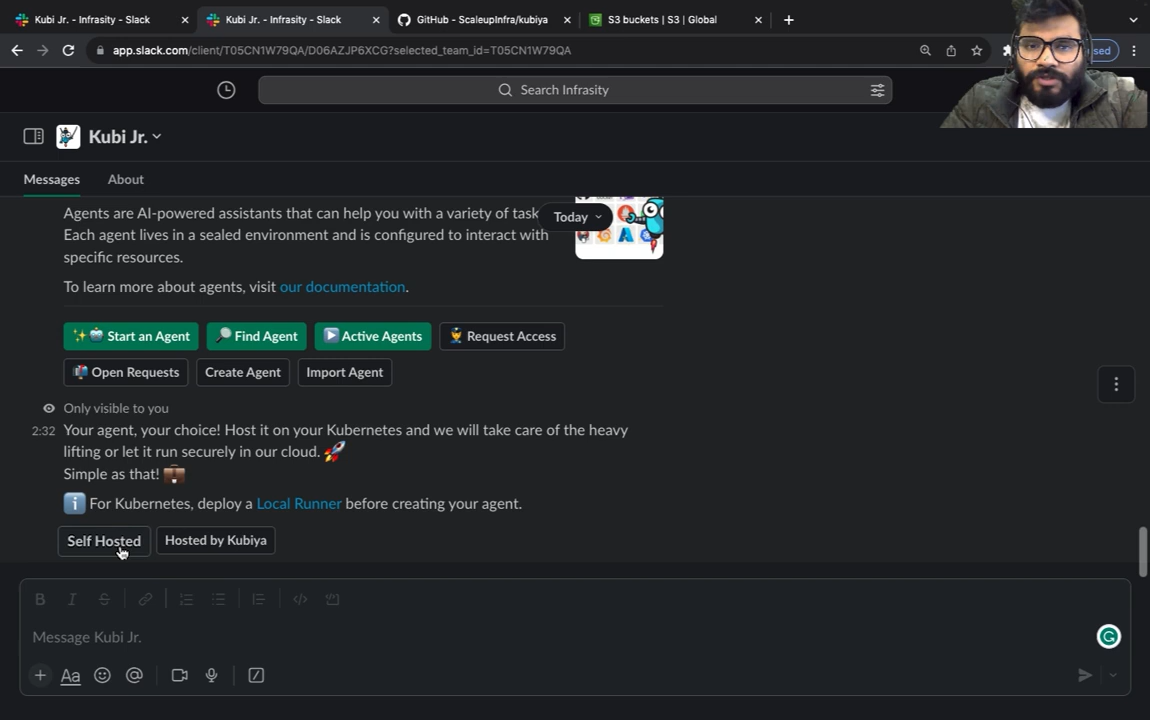 Kubi Jr. - Infrasity - Slack
Kubi Jr. - Infrasity - Slack
GitHub - ScaleupInfra/kubiya
S3 buckets | S3 | Global
app.slack.com/client/T05CN1W79QA/D06AZJP6XCG?selected_team_id=T05CN1W79QA
Search Infrasity
Kubi Jr.
Messages
About
Today
Agents are AI-powered assistants that can help you with a variety of task
Each agent lives in a sealed environment and is configured to interact with
specific resources.
To learn more about agents, visit our documentation.
Start an Agent
Find Agent
Active Agents
Request Access
Open Requests
Create Agent
Import Agent
Only visible to you
2:32 Your agent, your choice! Host it on your Kubernetes and we will take care of the heavy
lifting or let it run securely in our cloud. 🚀
Simple as that! 💼
ℹ️ For Kubernetes, deploy a Local Runner before creating your agent.
Self Hosted
Hosted by Kubiya
Message Kubi Jr.
Aa